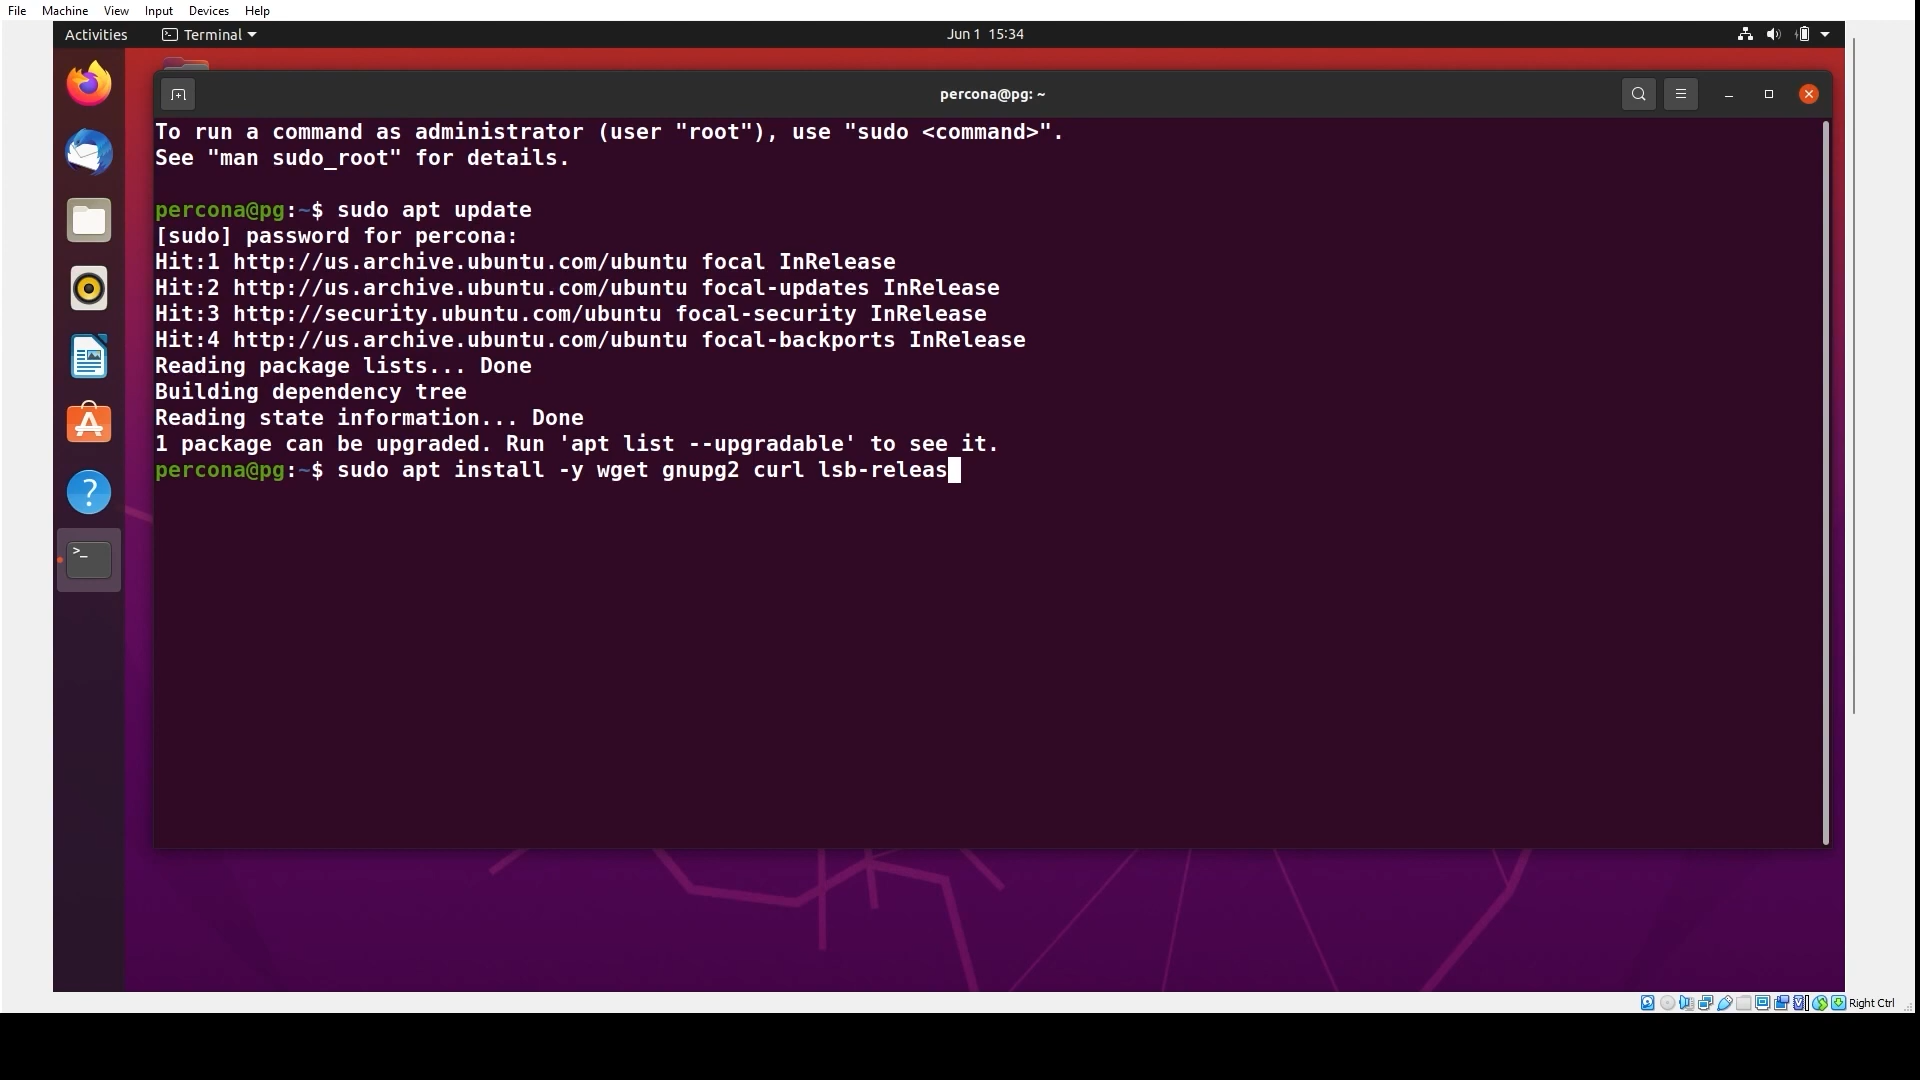 File Machine View Input Devices Help
Activities Terminal Jun 1 15:34
percona@pg: ~
To run a command as administrator (user "root"), use "sudo <command>".
See "man sudo_root" for details.
percona@pg:~$ sudo apt update
[sudo] password for percona:
Hit:1 http://us.archive.ubuntu.com/ubuntu focal InRelease
Hit:2 http://us.archive.ubuntu.com/ubuntu focal-updates InRelease
Hit:3 http://security.ubuntu.com/ubuntu focal-security InRelease
Hit:4 http://us.archive.ubuntu.com/ubuntu focal-backports InRelease
Reading package lists... Done
Building dependency tree
Reading state information... Done
1 package can be upgraded. Run 'apt list --upgradable' to see it.
percona@pg:~$ sudo apt install -y wget gnupg2 curl lsb-releas
Right Ctrl